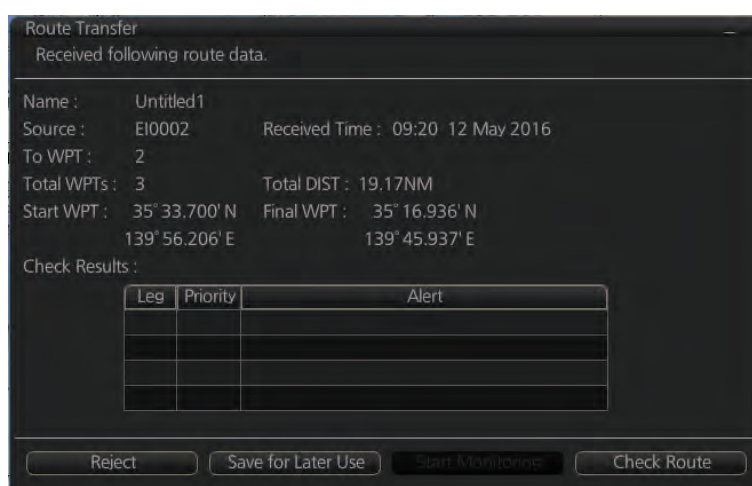 Route Transfer
Received following route data.
Name : Untitled1
Source : EI0002 Received Time : 09:20 12 May 2016
To WPT : 2
Total WPTs : 3 Total DIST : 19.17NM
Start WPT : 35°33.700' N Final WPT : 35°16.936' N
139°56.206' E 139°45.937' E
Check Results :
Leg Priority Alert
Reject Save for Later Use Start Monitoring Check Route